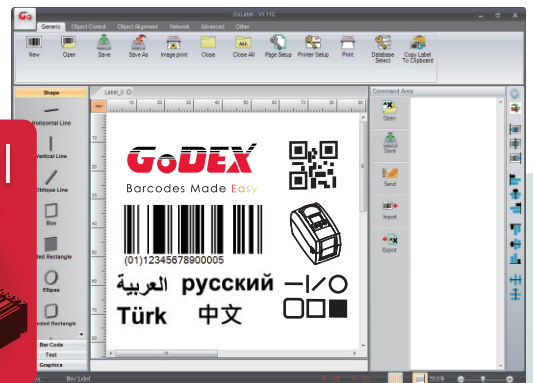 GoLabel - V1.11C
Generic Object Control Object Alignment Network Advanced Other
New Open Save Save As Image print Close Close All Page Setup Printer Setup Print Database Select Copy Label To Clipboard
ALL
Shape
Horizontal Line
Vertical Line
Oblique Line
Box
Ellipse
Bar Code
Text
Graphics
Label_0
GoDEX
Barcodes Made Easy
(01)12345678900005
العربية русский
Türk 中文
Command Area
Open
Save
Send
Import
Export
New Label